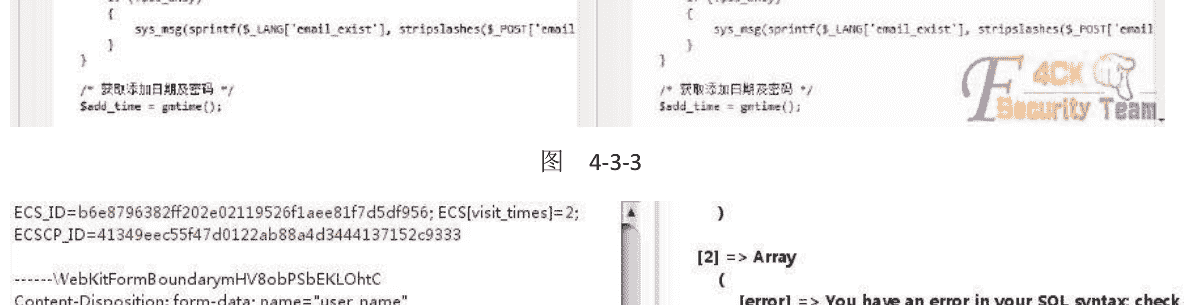 {
sys_msg(sprintf($_LANG['email_exist'], stripslashes($_POST['email
}
}
/* 获取添加日期及密码 */
$add_time = gmtime();
{
sys_msg(sprintf($_LANG['email_exist'], stripslashes($_POST['email
}
}
/* 获取添加日期及密码 */
$add_time = gmtime();
F4CK
Security Team
图 4-3-3
ECS_ID=b6e8796382ff202e02119526f1aee81f7d5df956; ECS[visit_times]=2;
ECSCP_ID=41349eec55f47d0122ab88a4d3444137152c9333
------WebKitFormBoundarymHV8obPSbEKLOhtC
Content-Disposition: form-data; name="user_name"
)
[2] => Array
(
[error] => You have an error in your SQL syntax; check